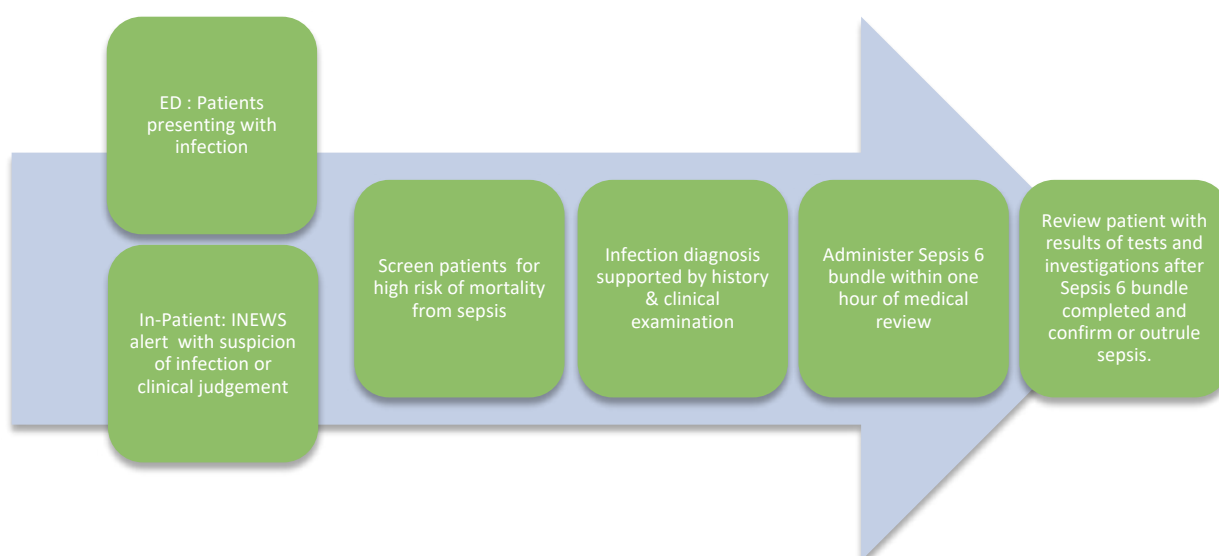 ED : Patients
presenting with
infection
In-Patient: INEWS
alert with suspicion
of infection or
clinical judgement
Screen patients for
high risk of mortality
from sepsis
Infection diagnosis
supported by history
& clinical
examination
Administer Sepsis 6
bundle within one
hour of medical
review
Review patient with
results of tests and
investigations after
Sepsis 6 bundle
completed and
confirm or outrule
sepsis.